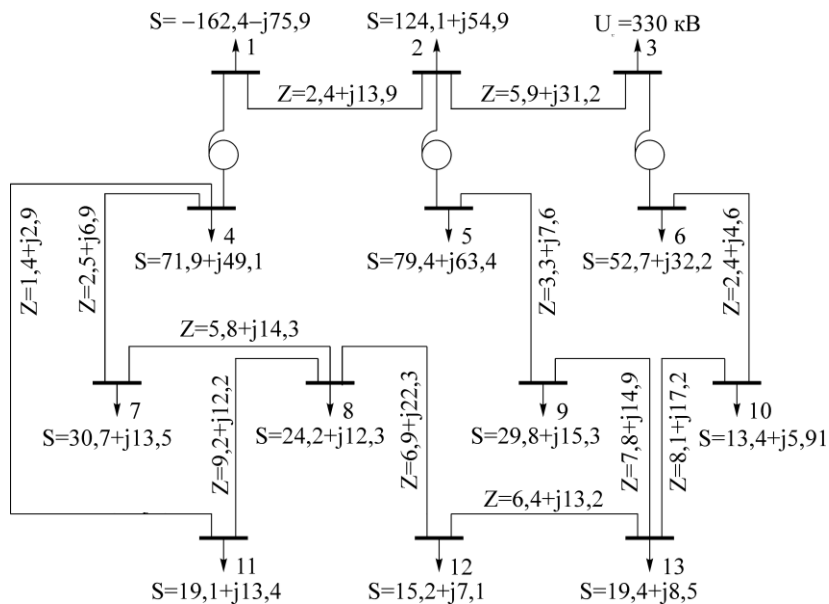 S= –162,4–j75,9
S=124,1+j54,9
U =330 кВ
1
2
3
Z=2,4+j13,9
Z=5,9+j31,2
Z=1,4+j2,9
Z=2,5+j6,9
4
S=71,9+j49,1
5
S=79,4+j63,4
Z=3,3+j7,6
6
S=52,7+j32,2
Z=2,4+j4,6
Z=5,8+j14,3
7
S=30,7+j13,5
Z=9,2+j12,2
8
S=24,2+j12,3
Z=6,9+j22,3
9
S=29,8+j15,3
Z=7,8+j14,9
Z=8,1+j17,2
10
S=13,4+j5,91
Z=6,4+j13,2
11
S=19,1+j13,4
12
S=15,2+j7,1
13
S=19,4+j8,5